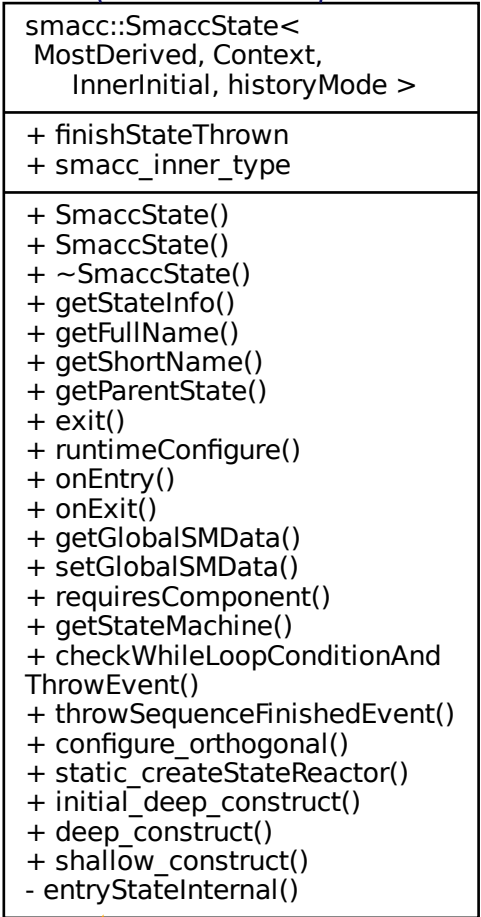 smacc::SmaccState<
MostDerived, Context,
InnerInitial, historyMode >
+ finishStateThrown
+ smacc_inner_type
+ SmaccState()
+ SmaccState()
+ ~SmaccState()
+ getStateInfo()
+ getFullName()
+ getShortName()
+ getParentState()
+ exit()
+ runtimeConfigure()
+ onEntry()
+ onExit()
+ getGlobalSMData()
+ setGlobalSMData()
+ requiresComponent()
+ getStateMachine()
+ checkWhileLoopConditionAnd
ThrowEvent()
+ throwSequenceFinishedEvent()
+ configure_orthogonal()
+ static_createStateReactor()
+ initial_deep_construct()
+ deep_construct()
+ shallow_construct()
- entryStateInternal()